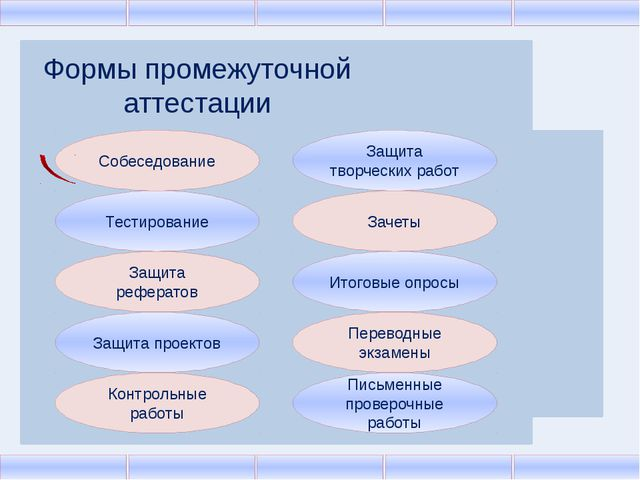 Формы промежуточной
аттестации
Собеседование
Тестирование
Защита
рефератов
Защита проектов
Контрольные
работы
Защита
творческих работ
Зачеты
Итоговые опросы
Переводные
экзамены
Письменные
проверочные
работы